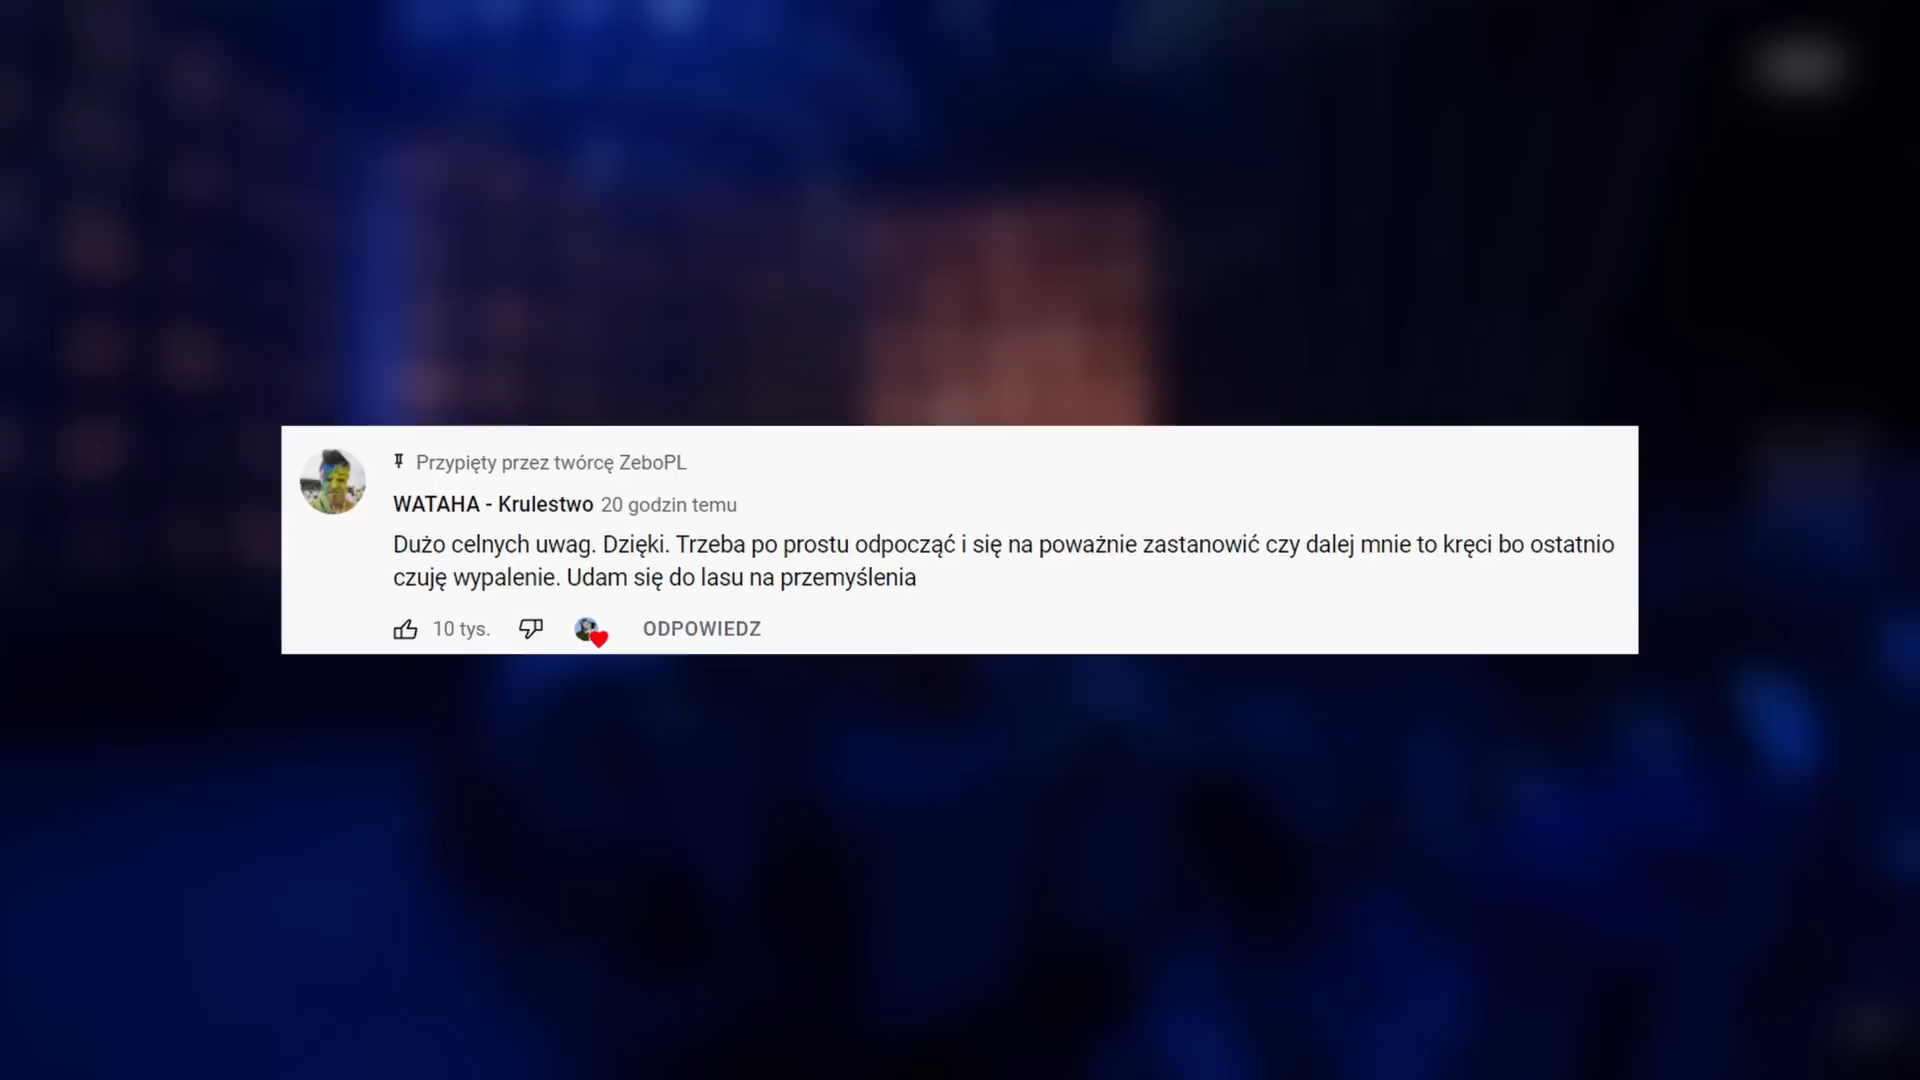 Przypięty przez twórcę ZeboPL
WATAHA - Krulestwo 20 godzin temu
Dużo celnych uwag. Dzięki. Trzeba po prostu odpocząć i się na poważnie zastanowić czy dalej mnie to kręci bo ostatnio
czuję wypalenie. Udam się do lasu na przemyślenia
10 tys. ODPOWIEDZ